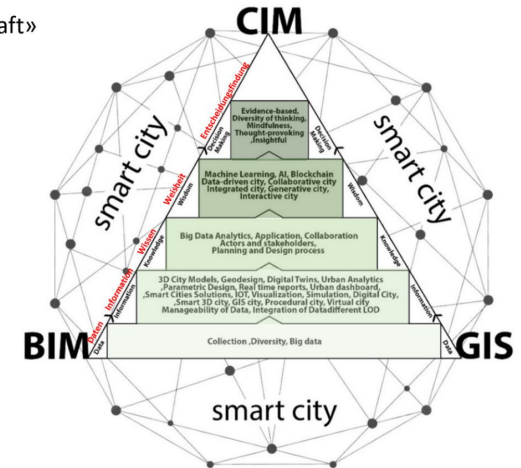 aft»
CIM
Entscheidungsfindung
Decision
Making
Evidence-based,
Diversity of thinking,
Mindfulness,
Thought-provoking
,Insightful
Decision
Making
smart city
smart city
Weisheit
Wisdom
Machine Learning, AI, Blockchain
Data-driven city, Collaborative city
Integrated city, Generative city,
Interactive city
Wisdom
Wissen
Knowledge
Big Data Analytics, Application, Collaboration
Actors and stakeholders,
Planning and Design process
Knowledge
Information
Information
3D City Models, Geodesign, Digital Twins, Urban Analytics
,Parametric Design, Real time reports, Urban dashboard,
,Smart Cities Solutions, IOT, Visualization, Simulation, Digital City,
,Smart 3D city, GIS city, Procedural city, Virtual city
Manageability of Data, Integration of Datadifferent LOD
Information
BIM
Daten
Data
Collection ,Diversity, Big data
Data
GIS
smart city